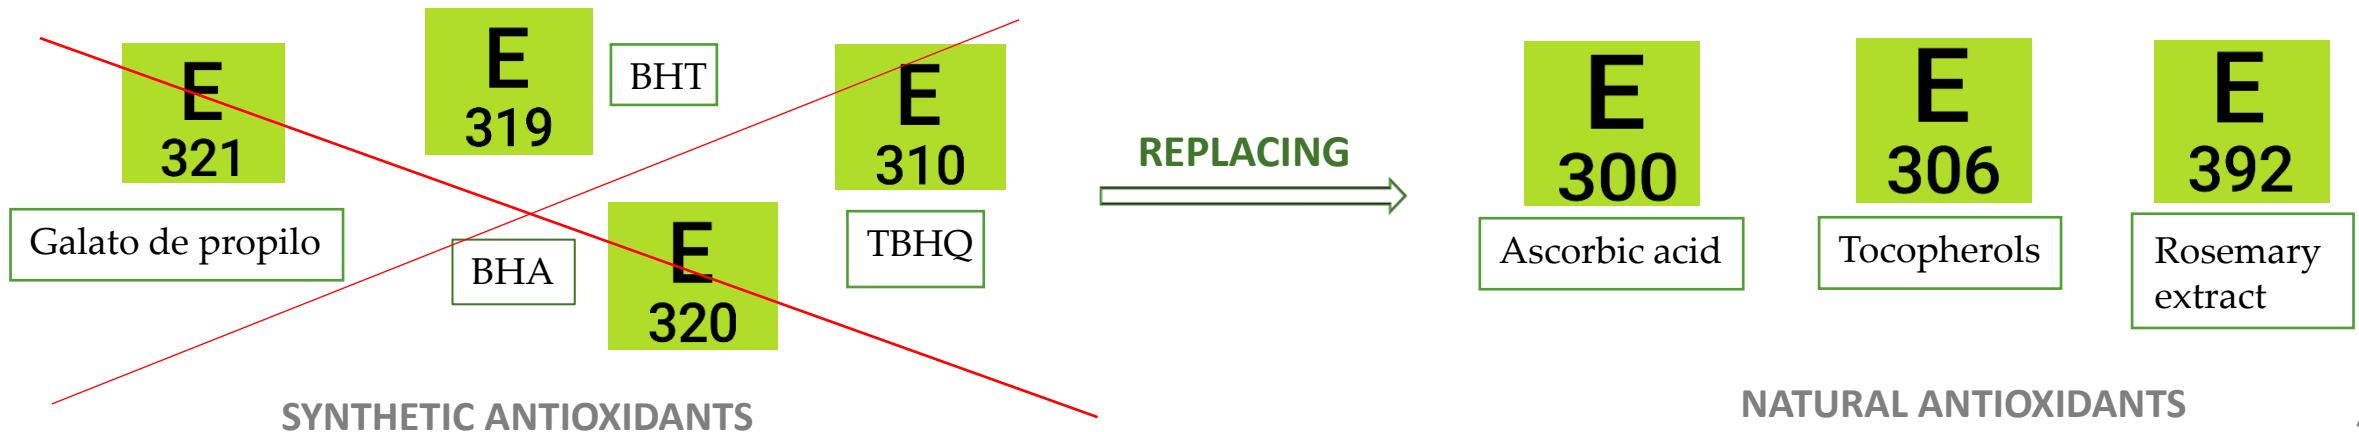 E
321
Galato de propilo
E
319
BHT
BHA
E
320
E
310
TBHQ
SYNTHETIC ANTIOXIDANTS
REPLACING
E
300
Ascorbic acid
E
306
Tocopherols
E
392
Rosemary
extract
NATURAL ANTIOXIDANTS